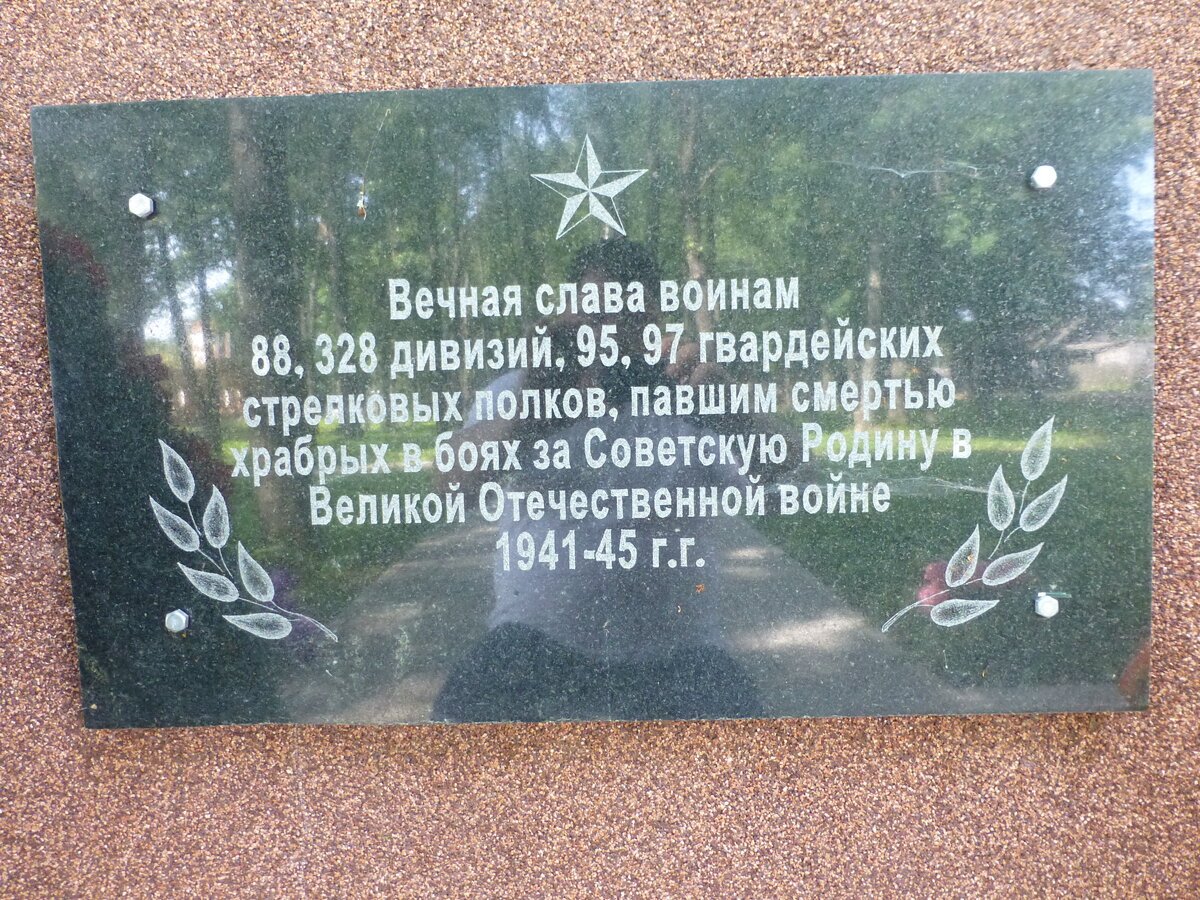 Вечная слава воинам
88, 328 дивизий, 95, 97 гвардейских
стрелковых полков, павшим смертью
храбрых в боях за Советскую Родину в
Великой Отечественной войне
1941-45 г.г.